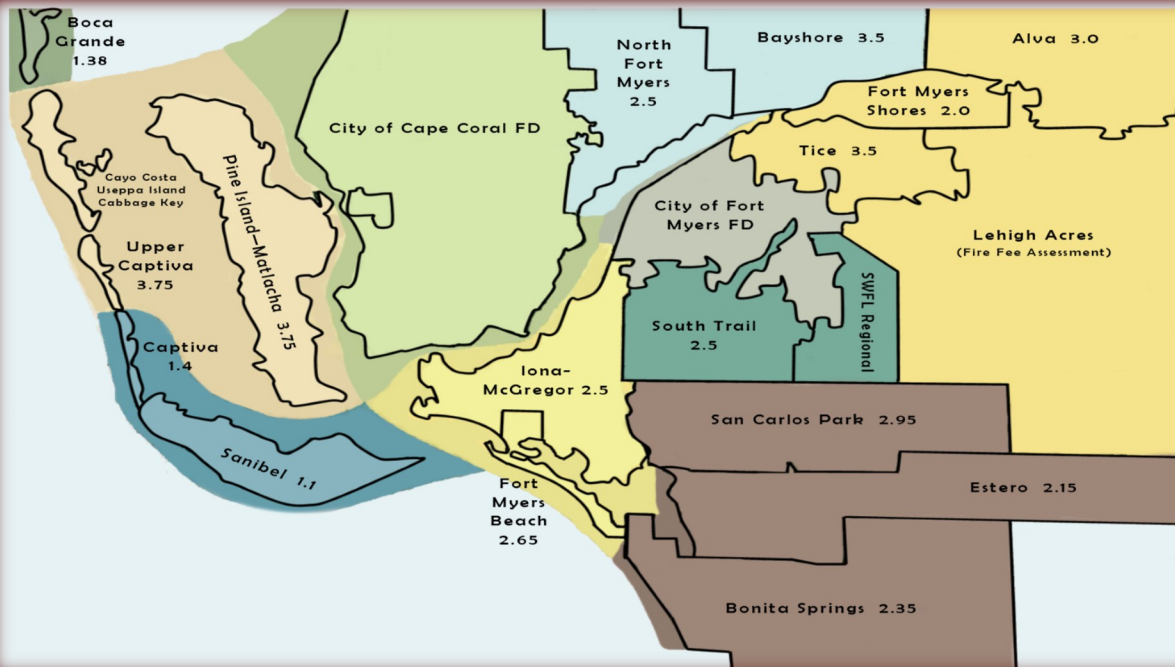 Boca
Grande
1.38
North
Fort
Myers
2.5
Bayshore 3.5
Alva 3.0
Fort Myers
Shores 2.0
City of Cape Coral FD
Tice 3.5
Cayo Costa
Useppa Island
Cabbage Key
Pine Island-Matlacha 3.75
City of Fort
Myers FD
Lehigh Acres
(Fire Fee Assessment)
Upper
Captiva
3.75
SWFL Regional
South Trail
2.5
Captiva
1.4
Iona-
McGregor 2.5
San Carlos Park 2.95
Sanibel 1.1
Fort
Myers
Beach
2.65
Estero 2.15
Bonita Springs 2.35